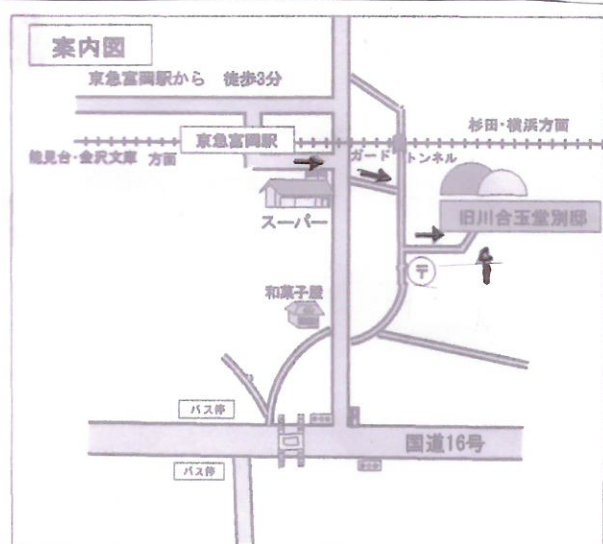 案内図
東急富岡駅から 徒歩3分
杉田・横浜方面
東急富岡駅
能見台・金沢文庫 方面
ガード
トンネル
スーパー
旧川合玉堂別邸
〒
和菓子屋
バス停
国道16号
バス停